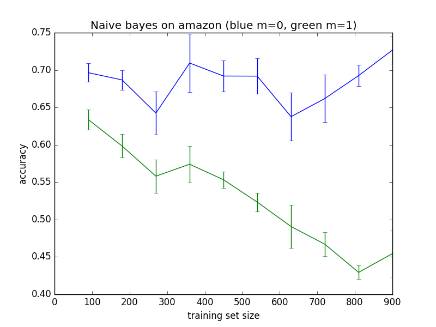 Naive bayes on amazon (blue m=0, green m=1)
0.75
0.70
0.65
0.60
0.55
0.50
0.45
0.40
accuracy
0 100 200 300 400 500 600 700 800 900
training set size